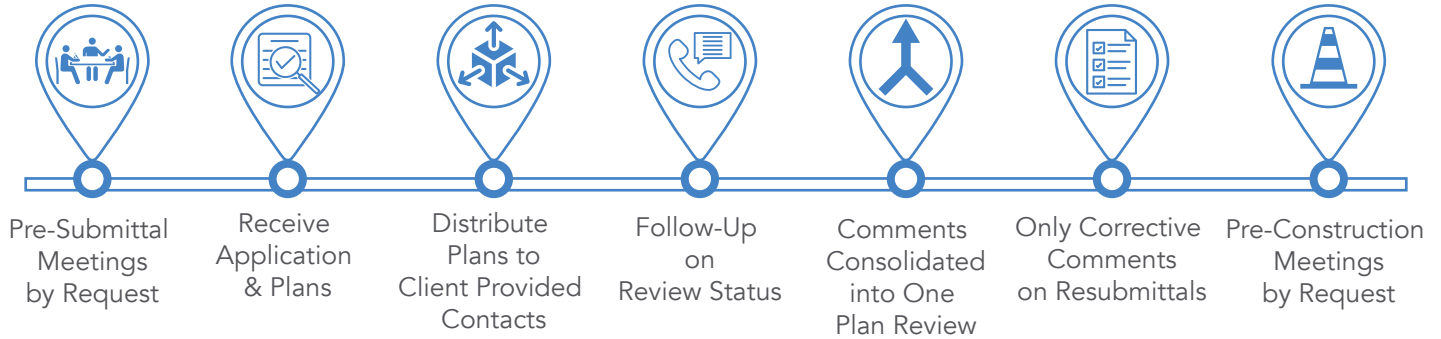 Pre-Submittal
Meetings
by Request
Receive
Application
& Plans
Distribute
Plans to
Client Provided
Contacts
Follow-Up
on
Review Status
Comments
Consolidated
into One
Plan Review
Only Corrective
Comments
on Resubmittals
Pre-Construction
Meetings
by Request